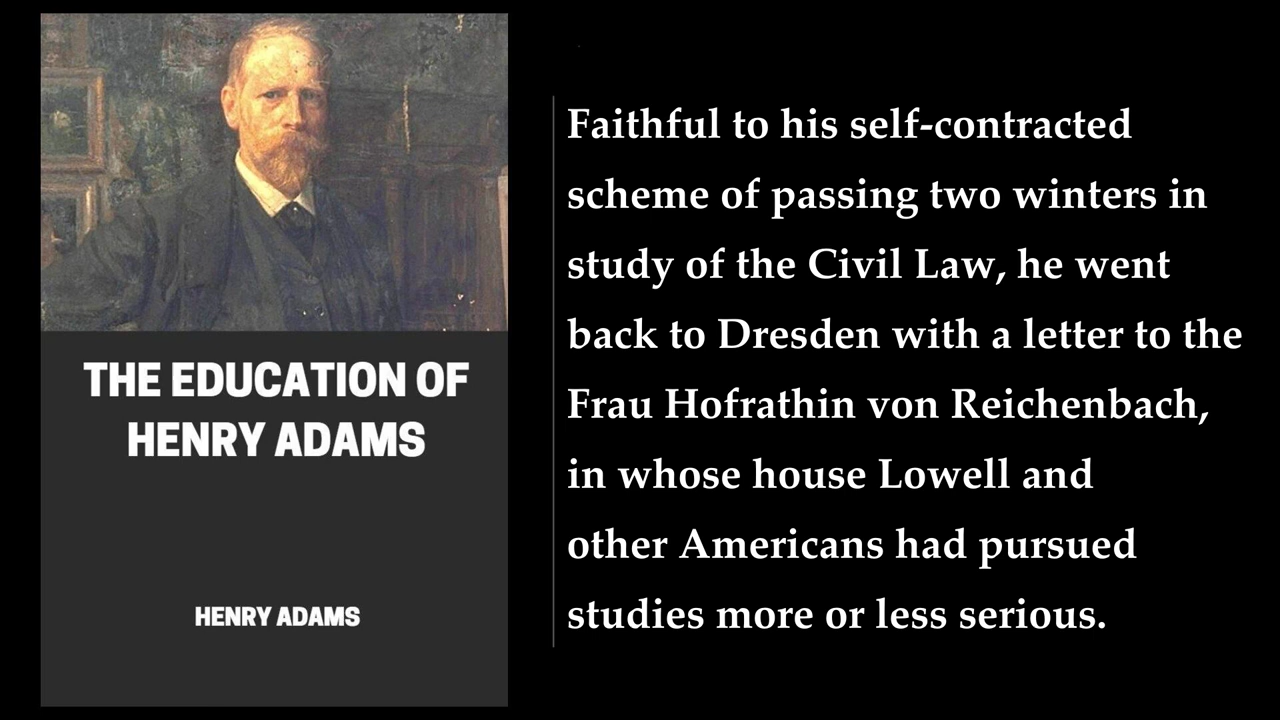 THE EDUCATION OF
HENRY ADAMS
HENRY ADAMS
Faithful to his self-contracted
scheme of passing two winters in
study of the Civil Law, he went
back to Dresden with a letter to the
Frau Hofrathin von Reichenbach,
in whose house Lowell and
other Americans had pursued
studies more or less serious.